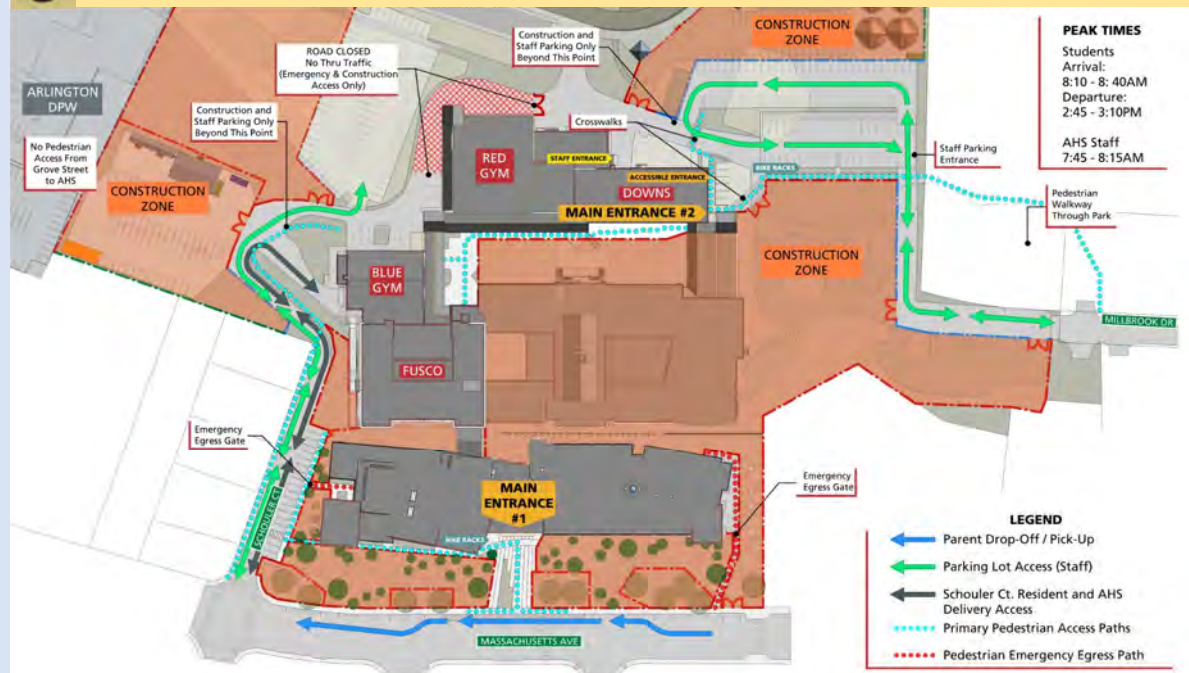 CONSTRUCTION
ZONE
Construction and
Staff Parking Only
Beyond This Point
ROAD CLOSED
No Thru Traffic
(Emergency & Construction
Access Only)
PEAK TIMES
Students
Arrival:
8:10 - 8: 40AM
Departure:
2:45 - 3:10PM
AHS Staff
7:45 - 8:15AM
ARLINGTON
DPW
Construction and
Staff Parking Only
Beyond This Point
Crosswalks
No Pedestrian
Access From
Grove Street
to AHS
CONSTRUCTION
ZONE
RED
GYM
STAFF ENTRANCE
ACCESSIBLE ENTRANCE
DOWNS
MAIN ENTRANCE #2
BIKE RACKS
Staff Parking
Entrance
Pedestrian
Walkway
Through Park
CONSTRUCTION
ZONE
BLUE
GYM
MILLBROOK DR
FUSCO
Emergency
Egress Gate
MAIN
ENTRANCE
#1
Emergency
Egress Gate
SCHOULER CT
BIKE RACKS
MASSACHUSETTS AVE
LEGEND
Parent Drop-Off / Pick-Up
Parking Lot Access (Staff)
Schouler Ct. Resident and AHS
Delivery Access
Primary Pedestrian Access Paths
Pedestrian Emergency Egress Path